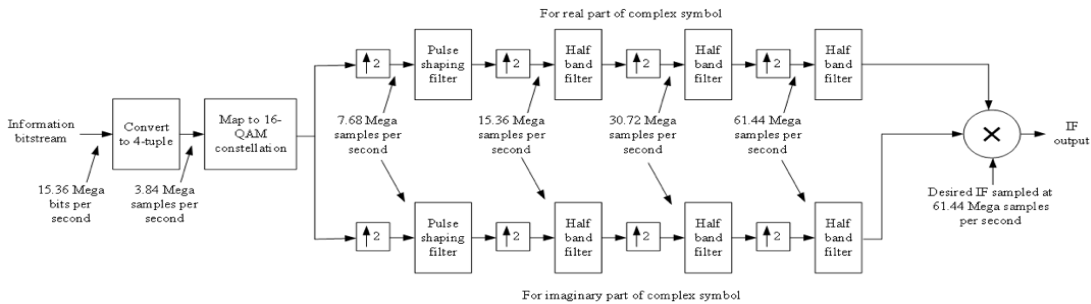 For real part of complex symbol
2
Pulse
shaping
filter
2
Half
band
filter
2
Half
band
filter
2
Half
band
filter
Information
bitstream
Convert
to 4-tuple
Map to 16-
QAM
constellation
7.68 Mega
samples per
second
15.36 Mega
samples per
second
30.72 Mega
samples per
second
61.44 Mega
samples per
second
IF
output
15.36 Mega
bits per
second
3.84 Mega
samples per
second
Desired IF sampled at
61.44 Mega samples
per second
2
Pulse
shaping
filter
2
Half
band
filter
2
Half
band
filter
2
Half
band
filter
For imaginary part of complex symbol